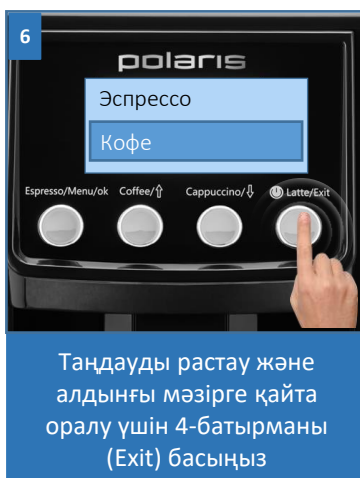 6
polaris
Эспрессо
Кофе
Espresso/Menu/ok Coffee/⇧ Cappuccino/⇩ Latte/Exit
Таңдауды растау және
алдынғы мәзірге қайта
оралу үшін 4-батырманы
(Exit) басыңыз